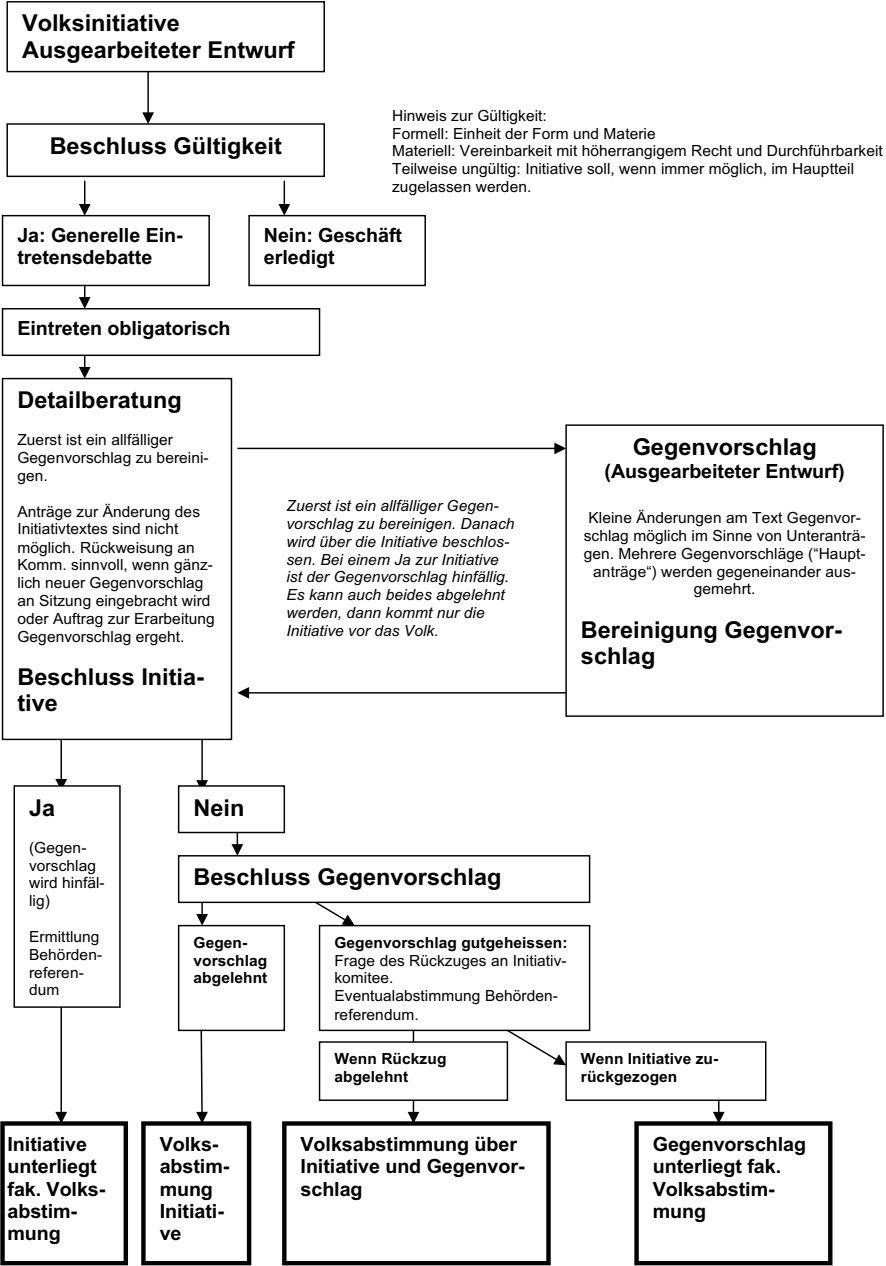 Volksinitiative
Ausgearbeiteter Entwurf
Beschluss Gültigkeit
Hinweis zur Gültigkeit:
Formell: Einheit der Form und Materie
Materiell: Vereinbarkeit mit höherrangigem Recht und Durchführbarkeit
Teilweise ungültig: Initiative soll, wenn immer möglich, im Hauptteil
zugelassen werden.
Ja: Generelle Ein-
tretensdebatte
Nein: Geschäft
erledigt
Eintreten obligatorisch
Detailberatung
Zuerst ist ein allfälliger
Gegenvorschlag zu bereini-
gen.
Anträge zur Änderung des
Initiativtextes sind nicht
möglich. Rückweisung an
Komm. sinnvoll, wenn gänz-
lich neuer Gegenvorschlag
an Sitzung eingebracht wird
oder Auftrag zur Erarbeitung
Gegenvorschlag ergeht.
Beschluss Initia-
tive
Zuerst ist ein allfälliger Gegen-
vorschlag zu bereinigen. Danach
wird über die Initiative beschlos-
sen. Bei einem Ja zur Initiative
ist der Gegenvorschlag hinfällig.
Es kann auch beides abgelehnt
werden, dann kommt nur die
Initiative vor das Volk.
Gegenvorschlag
(Ausgearbeiteter Entwurf)
Kleine Änderungen am Text Gegenvor-
schlag möglich im Sinne von Unteranträ-
gen. Mehrere Gegenvorschläge (“Haupt-
anträge“) werden gegeneinander aus-
gemehrt.
Bereinigung Gegenvor-
schlag
Ja
(Gegen-
vorschlag
wird hinfäl-
lig)
Ermittlung
Behörden-
referen-
dum
Nein
Beschluss Gegenvorschlag
Gegen-
vorschlag
abgelehnt
Gegenvorschlag gutgeheissen:
Frage des Rückzuges an Initiativ-
komitee.
Eventualabstimmung Behörden-
referendum.
Wenn Rückzug
abgelehnt
Wenn Initiative zu-
rückgezogen
Initiative
unterliegt
fak. Volks-
abstim-
mung
Volks-
abstim-
mung
Initiati-
ve
Volksabstimmung über
Initiative und Gegenvor-
schlag
Gegenvorschlag
unterliegt fak.
Volksabstim-
mung